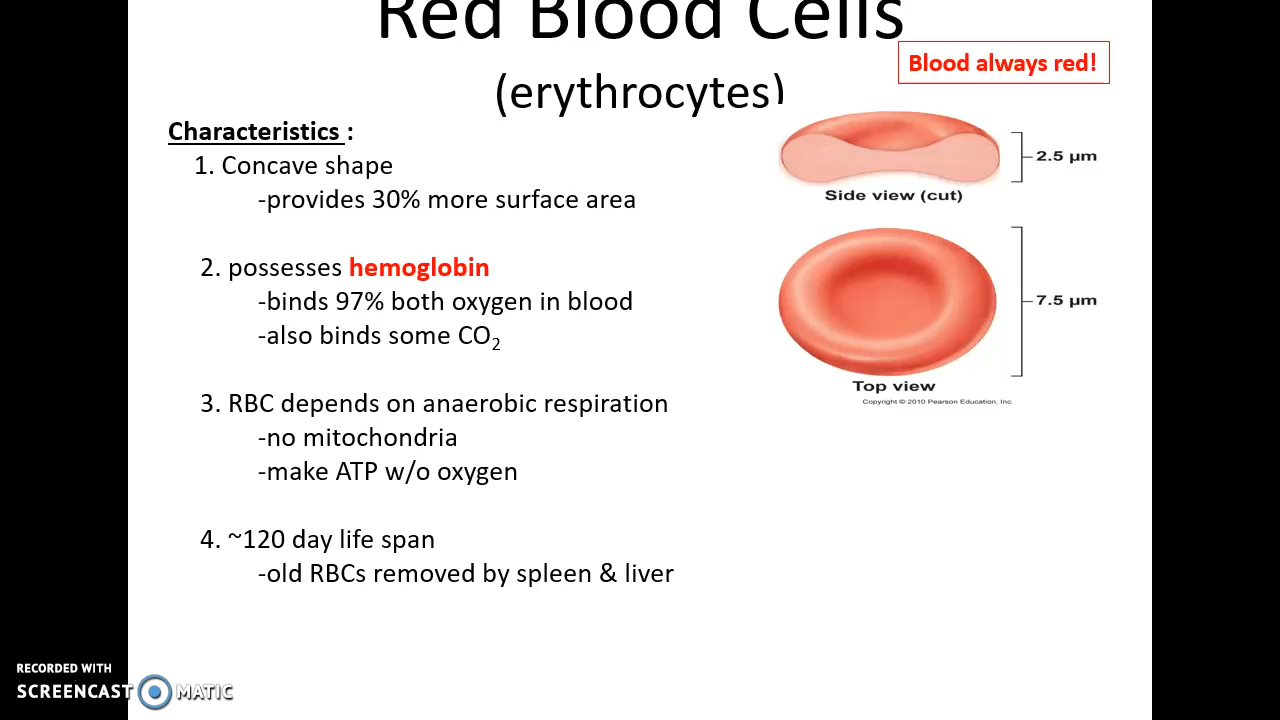 Red Blood Cells
Blood always red!
(erythrocytes)
Characteristics :
1. Concave shape
-provides 30% more surface area
2. possesses hemoglobin
-binds 97% both oxygen in blood
-also binds some CO₂
3. RBC depends on anaerobic respiration
-no mitochondria
-make ATP w/o oxygen
4. ~120 day life span
-old RBCs removed by spleen & liver
2.5 µm
Side view (cut)
7.5 µm
Top view
Copyright © 2010 Pearson Education, Inc.
RECORDED WITH
SCREENCAST MATIC